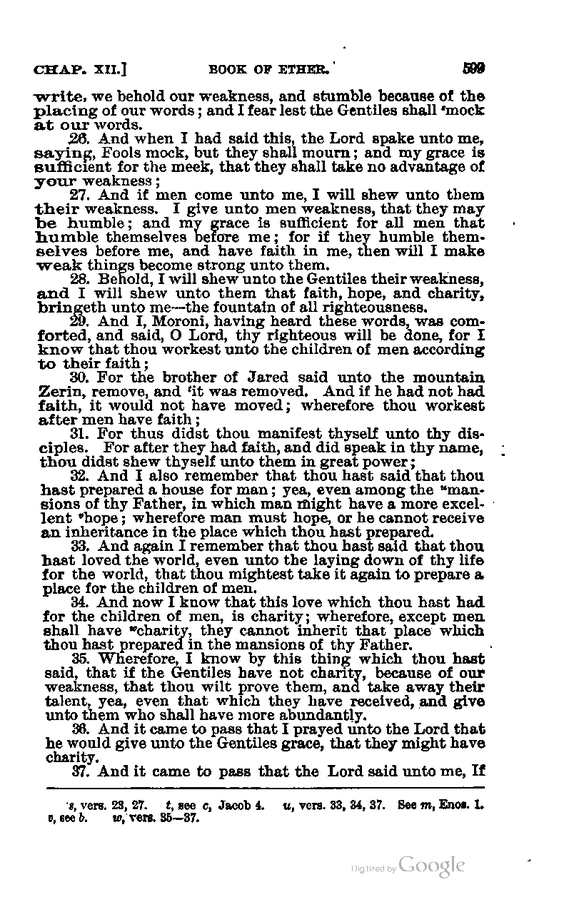 CHAP. XII.] BOOK OF ETHER. 599
write, we behold our weakness, and stumble because of the
placing of our words; and I fear lest the Gentiles shall ˢmock
at our words.
26. And when I had said this, the Lord spake unto me,
saying, Fools mock, but they shall mourn; and my grace is
sufficient for the meek, that they shall take no advantage of
your weakness;
27. And if men come unto me, I will shew unto them
their weakness. I give unto men weakness, that they may
be humble; and my grace is sufficient for all men that
humble themselves before me; for if they humble them-
selves before me, and have faith in me, then will I make
weak things become strong unto them.
28. Behold, I will shew unto the Gentiles their weakness,
and I will shew unto them that faith, hope, and charity,
bringeth unto me—the fountain of all righteousness.
29. And I, Moroni, having heard these words, was com-
forted, and said, O Lord, thy righteous will be done, for I
know that thou workest unto the children of men according
to their faith;
30. For the brother of Jared said unto the mountain
Zerin, remove, and ᵗit was removed. And if he had not had
faith, it would not have moved; wherefore thou workest
after men have faith;
31. For thus didst thou manifest thyself unto thy dis-
ciples. For after they had faith, and did speak in thy name,
thou didst shew thyself unto them in great power;
32. And I also remember that thou hast said that thou
hast prepared a house for man; yea, even among the ᵘman-
sions of thy Father, in which man might have a more excel-
lent ᵛhope; wherefore man must hope, or he cannot receive
an inheritance in the place which thou hast prepared.
33. And again I remember that thou hast said that thou
hast loved the world, even unto the laying down of thy life
for the world, that thou mightest take it again to prepare a
place for the children of men.
34. And now I know that this love which thou hast had
for the children of men, is charity; wherefore, except men
shall have ʷcharity, they cannot inherit that place which
thou hast prepared in the mansions of thy Father.
35. Wherefore, I know by this thing which thou hast
said, that if the Gentiles have not charity, because of our
weakness, that thou wilt prove them, and take away their
talent, yea, even that which they have received, and give
unto them who shall have more abundantly.
36. And it came to pass that I prayed unto the Lord that
he would give unto the Gentiles grace, that they might have
charity.
37. And it came to pass that the Lord said unto me, If
s, vers. 23, 27. t, see c, Jacob 4. u, vers. 33, 34, 37. See m, Enos. 1.
v, see b. w, vers. 35—37.
Digitized by Google